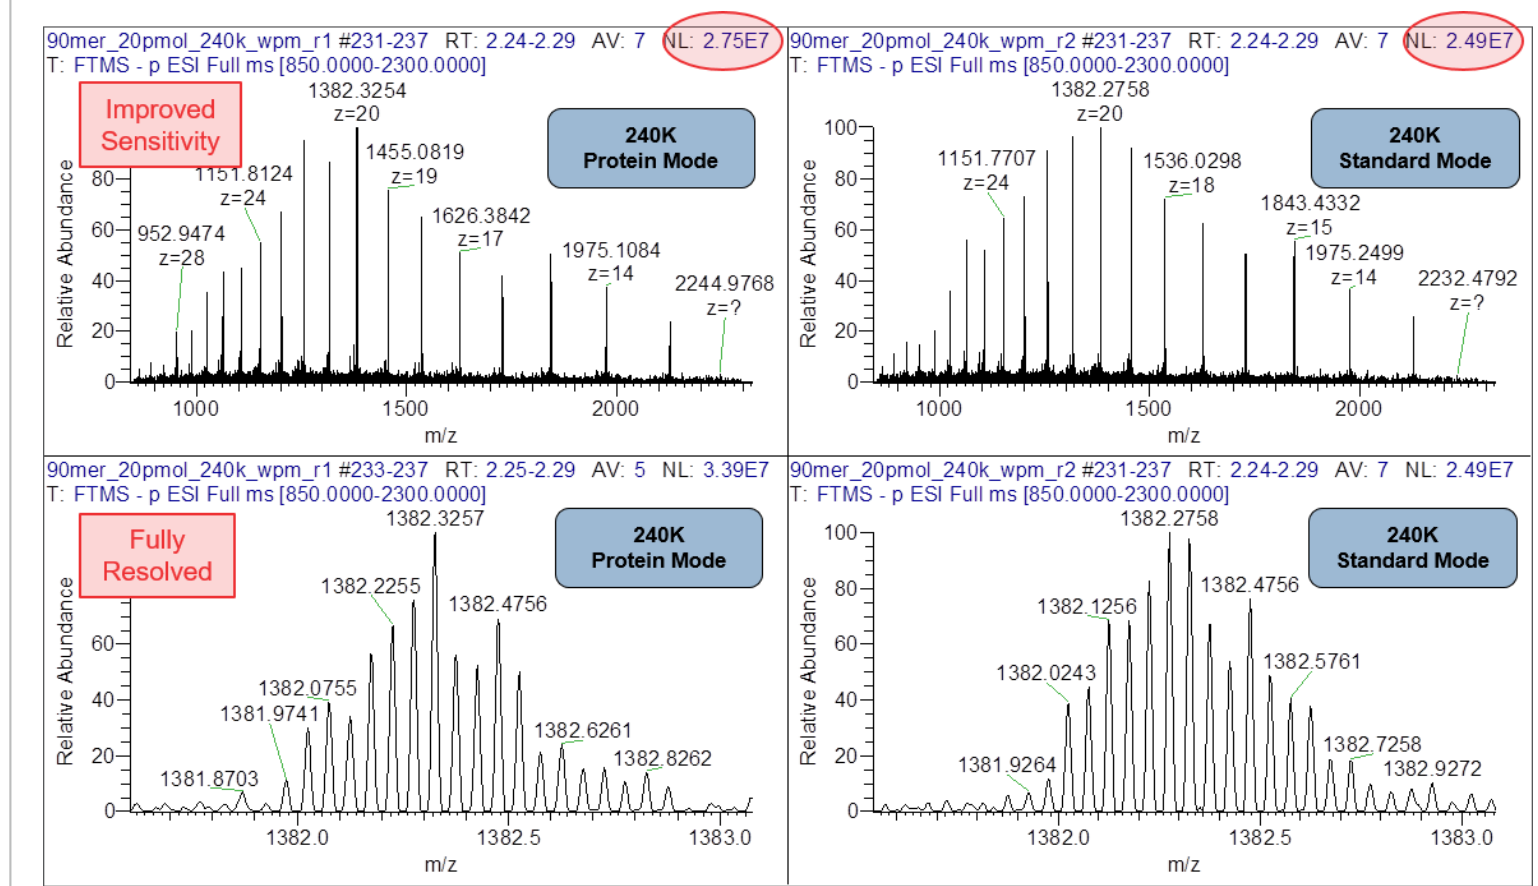 90mer_20pmol_240k_wpm_r1 #231-237 RT: 2.24-2.29 AV: 7 NL: 2.75E7
T: FTMS - p ESI Full ms [850.0000-2300.0000]
Improved
Sensitivity
240K
Protein Mode
1382.3254
z=20
1455.0819
z=19
1151.8124
z=24
1626.3842
z=17
952.9474
z=28
1975.1084
z=14
2244.9768
z=?
Relative Abundance
80
60
40
20
0
1000
1500
2000
m/z
90mer_20pmol_240k_wpm_r2 #231-237 RT: 2.24-2.29 AV: 7 NL: 2.49E7
T: FTMS - p ESI Full ms [850.0000-2300.0000]
240K
Standard Mode
1382.2758
z=20
1151.7707
z=24
1536.0298
z=18
1843.4332
z=15
1975.2499
z=14
2232.4792
z=?
Relative Abundance
100
80
60
40
20
0
1000
1500
2000
m/z
90mer_20pmol_240k_wpm_r1 #233-237 RT: 2.25-2.29 AV: 5 NL: 3.39E7
T: FTMS - p ESI Full ms [850.0000-2300.0000]
Fully
Resolved
240K
Protein Mode
1382.3257
1382.2255
1382.4756
1382.0755
1381.9741
1382.6261
1382.8262
1381.8703
Relative Abundance
60
40
20
0
1382.0
1382.5
1383.0
m/z
90mer_20pmol_240k_wpm_r2 #231-237 RT: 2.24-2.29 AV: 7 NL: 2.49E7
T: FTMS - p ESI Full ms [850.0000-2300.0000]
240K
Standard Mode
1382.2758
1382.4756
1382.1256
1382.0243
1382.5761
1382.7258
1381.9264
1382.9272
Relative Abundance
100
80
60
40
20
0
1382.0
1382.5
1383.0
m/z